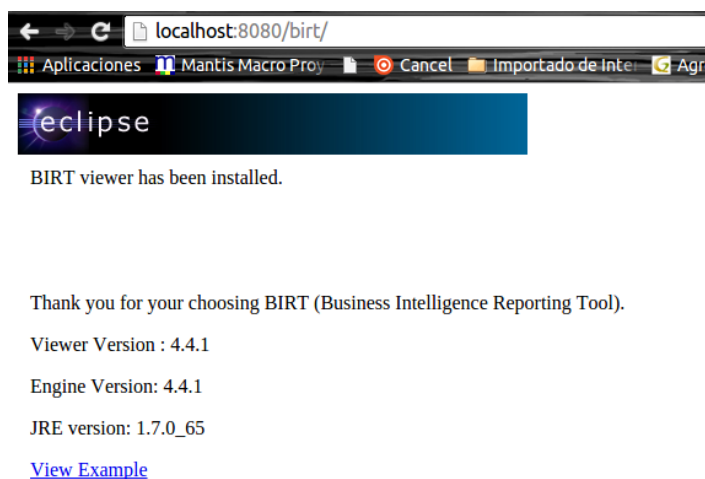 localhost:8080/birt/
Aplicaciones Mantis Macro Proy Cancel Importado de Inte Agr
eclipse
BIRT viewer has been installed.
Thank you for your choosing BIRT (Business Intelligence Reporting Tool).
Viewer Version : 4.4.1
Engine Version: 4.4.1
JRE version: 1.7.0_65
View Example